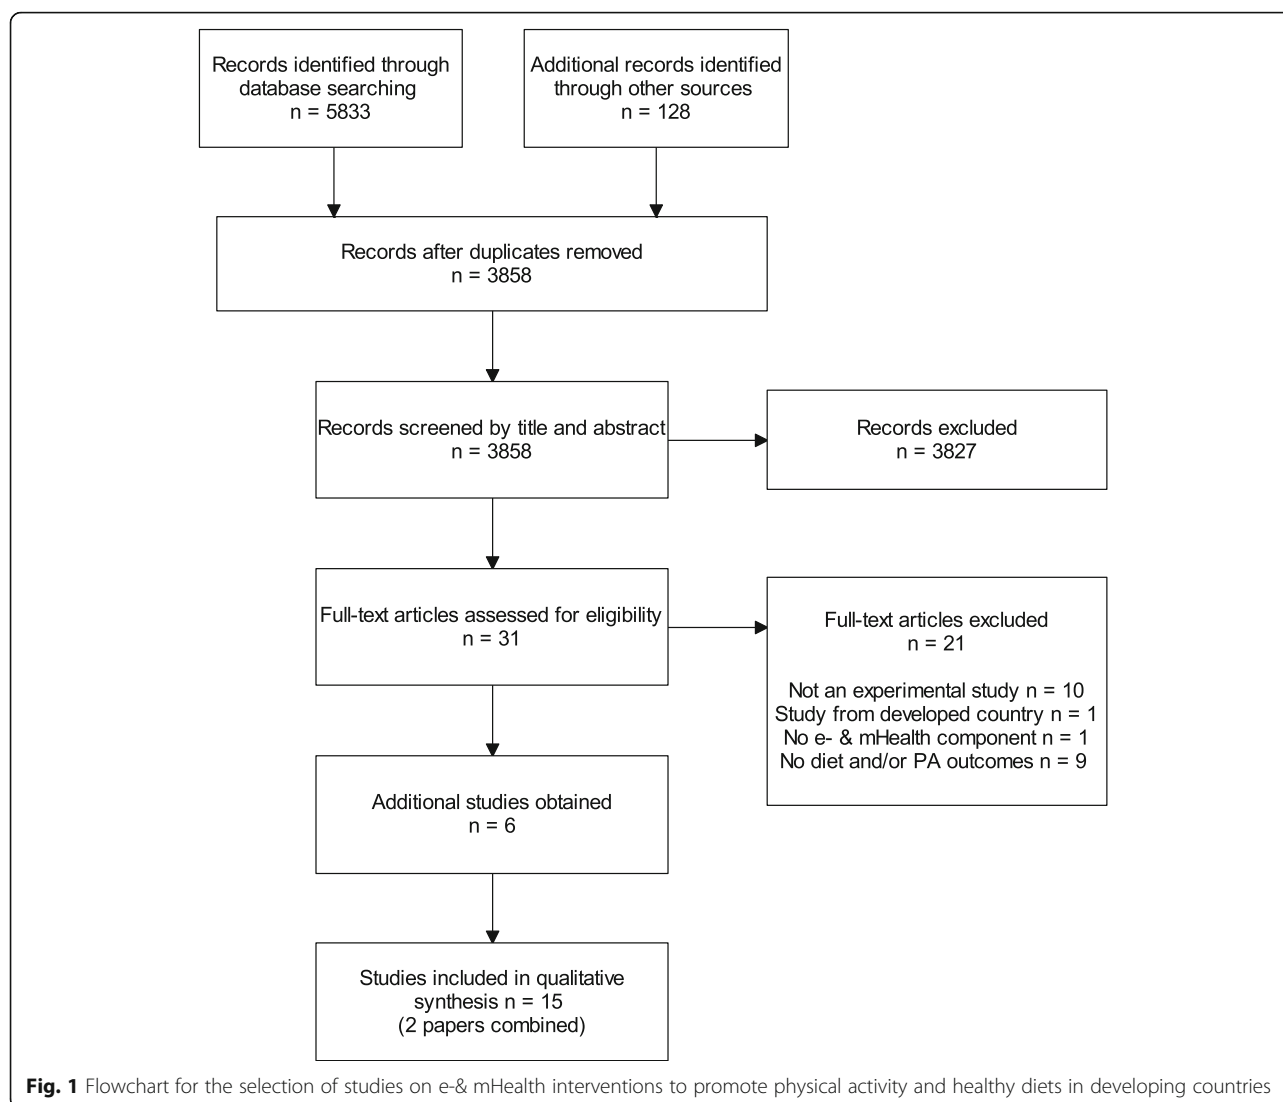 Records identified through
database searching
n = 5833
Additional records identified
through other sources
n = 128
Records after duplicates removed
n = 3858
Records screened by title and abstract
n = 3858
Records excluded
n = 3827
Full-text articles assessed for eligibility
n = 31
Full-text articles excluded
n = 21
Not an experimental study n = 10
Study from developed country n = 1
No e- & mHealth component n = 1
No diet and/or PA outcomes n = 9
Additional studies obtained
n = 6
Studies included in qualitative
synthesis n = 15
(2 papers combined)
Fig. 1 Flowchart for the selection of studies on e-& mHealth interventions to promote physical activity and healthy diets in developing countries